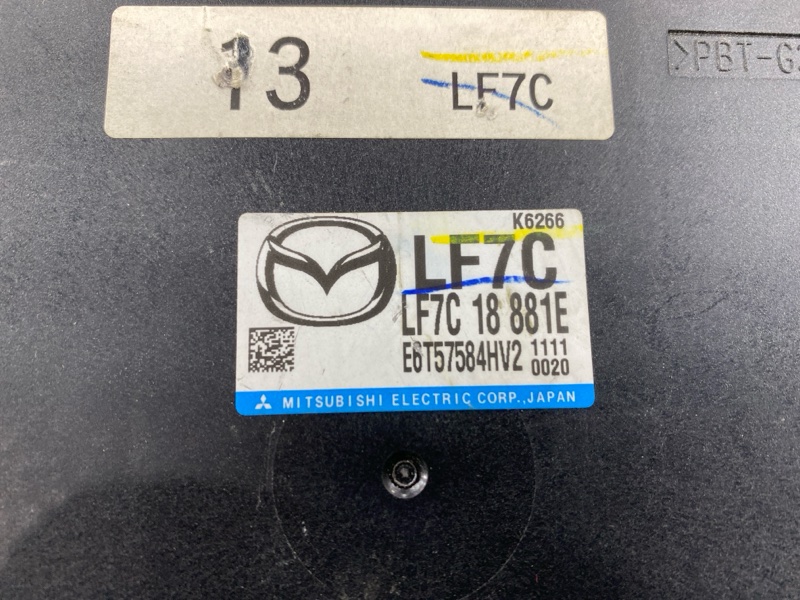 13
LF7C
>PBT-G
K6266
LF7C
LF7C 18 881E
E6T57584HV2 1111
0020
MITSUBISHI ELECTRIC CORP.,JAPAN